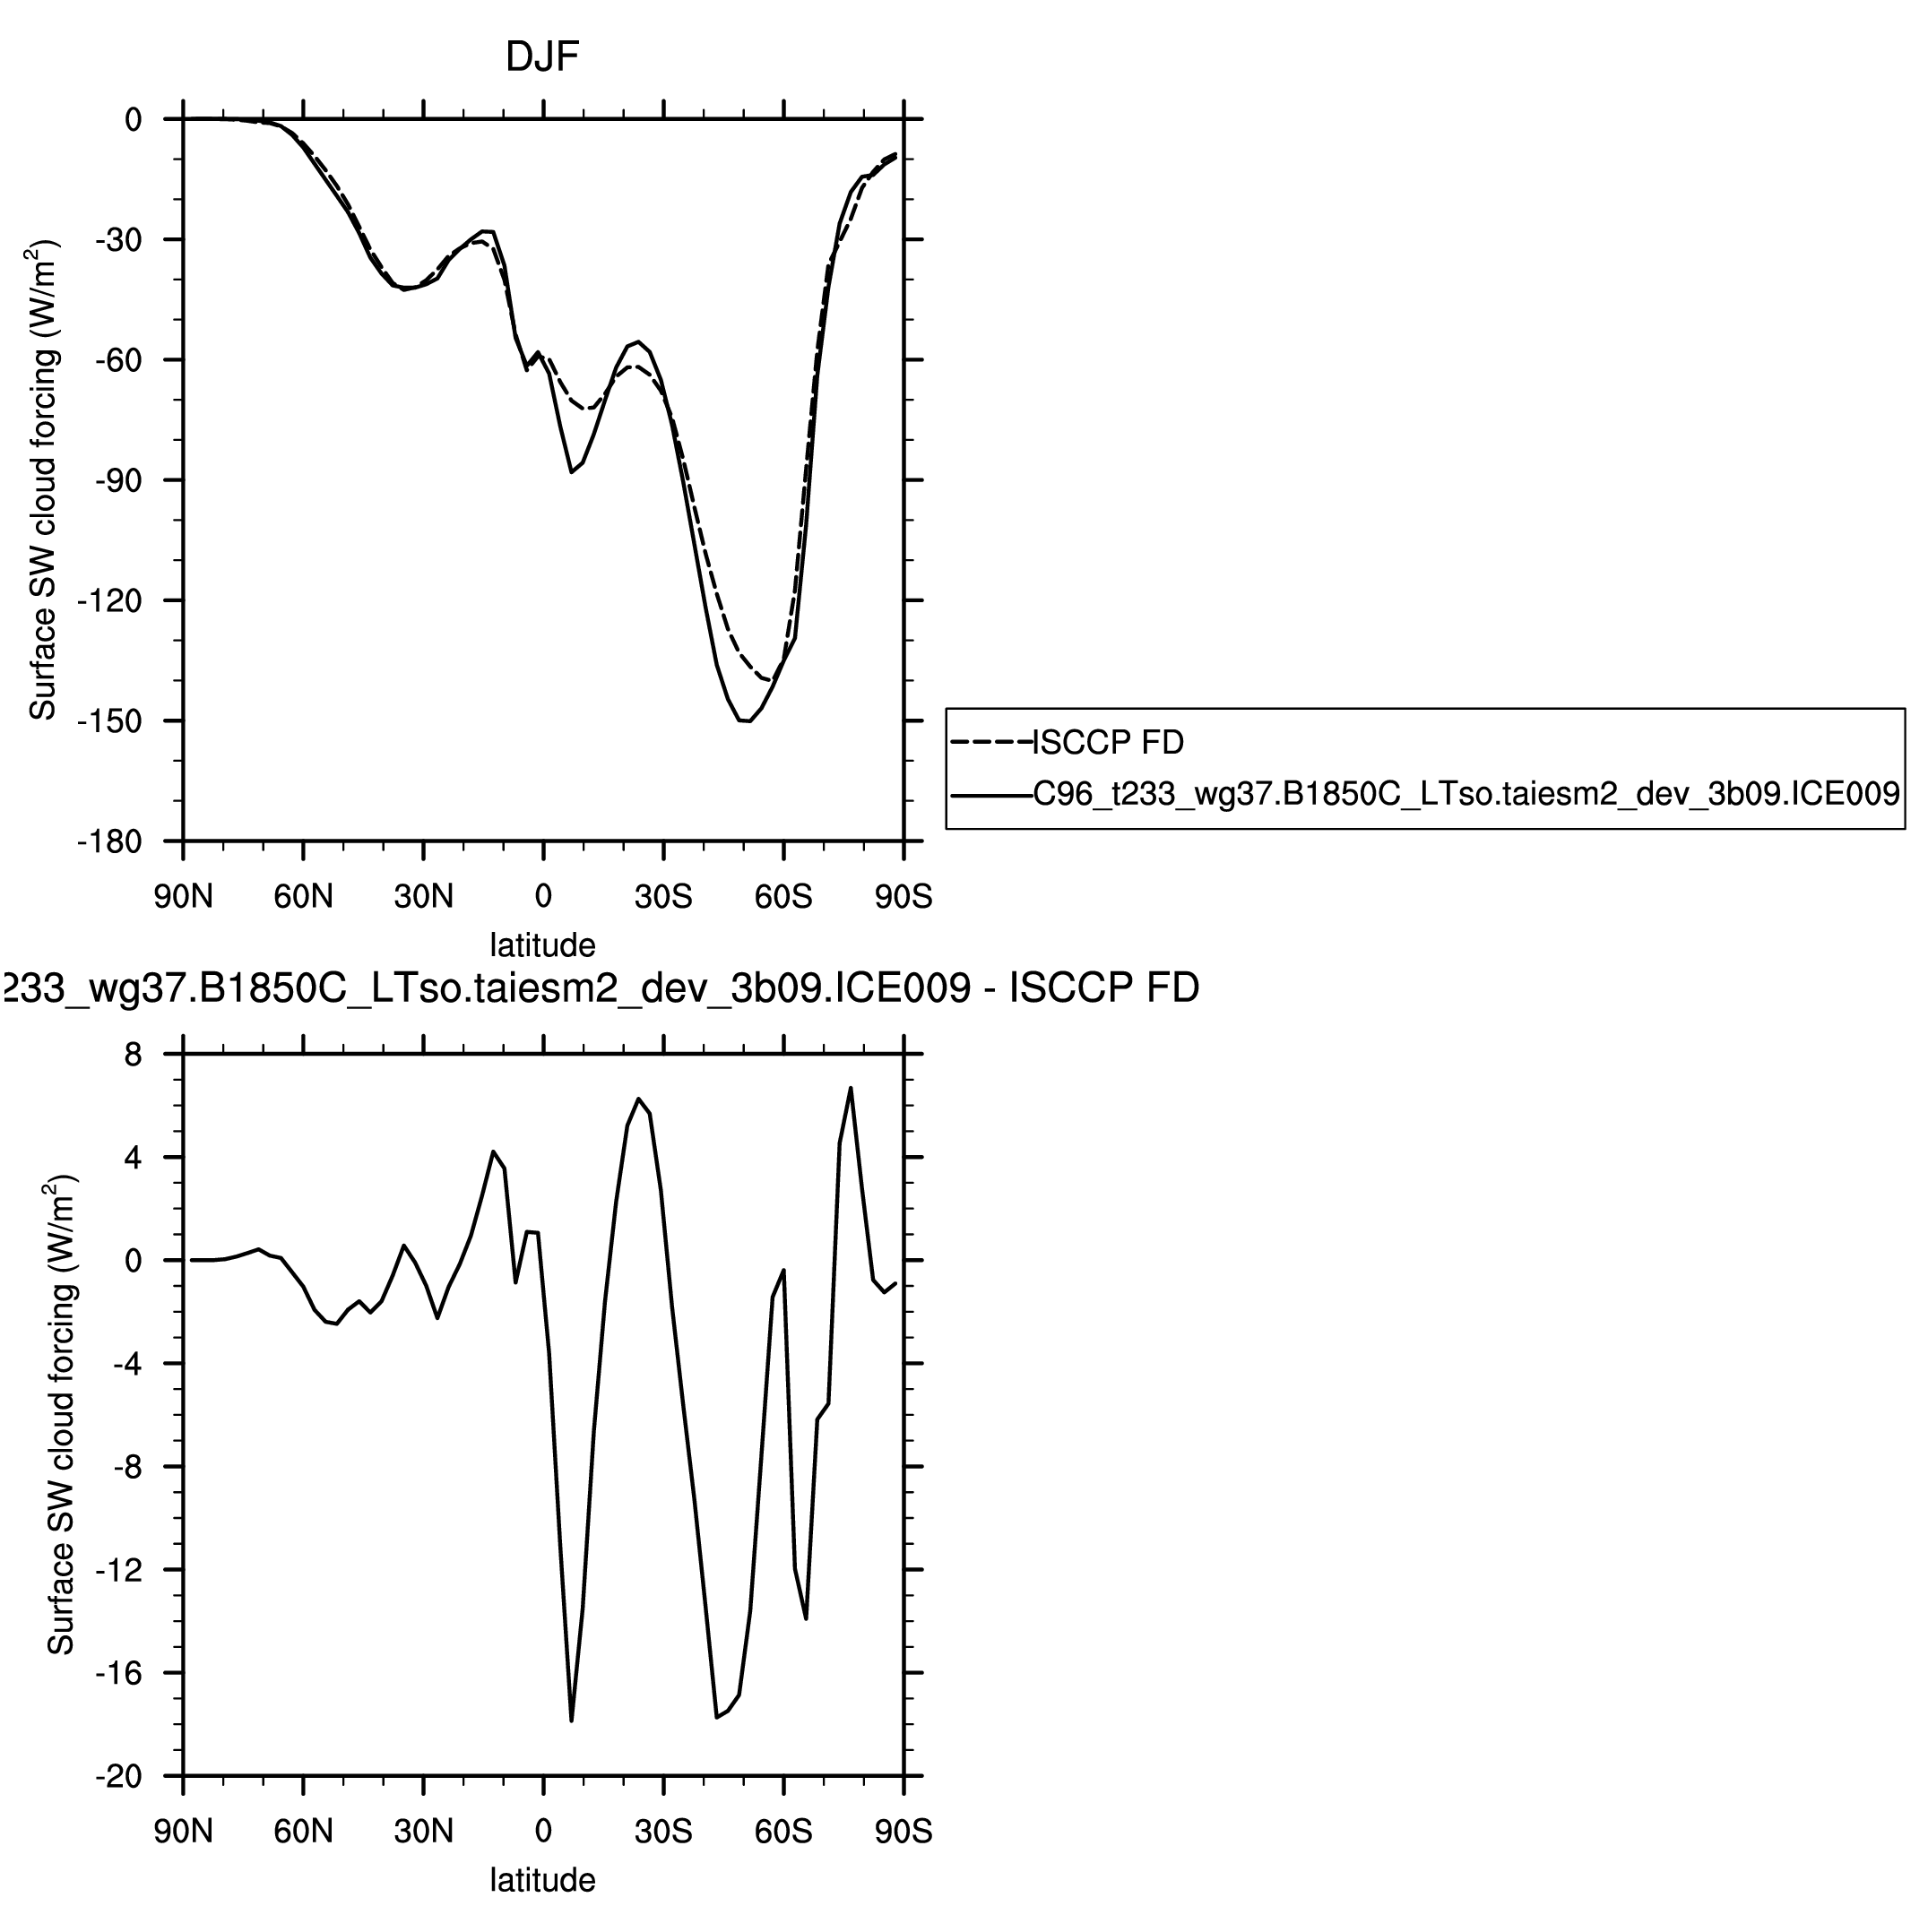 DJF
0
-30
-60
-90
-120
-150
-180
Surface SW cloud forcing (W/m²)
90N 60N 30N 0 30S 60S 90S
latitude
ISCCP FD
C96_t233_wg37.B1850C_LTso.taiesm2_dev_3b09.ICE009
233_wg37.B1850C_LTso.taiesm2_dev_3b09.ICE009 - ISCCP FD
8
4
0
-4
-8
-12
-16
-20
Surface SW cloud forcing (W/m²)
90N 60N 30N 0 30S 60S 90S
latitude